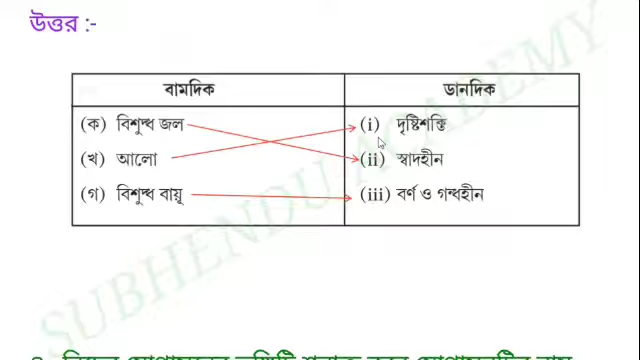 উত্তর :-
বামদিক ডানদিক
(ক) বিশুদ্ধ জল (i) দৃষ্টিশক্তি
(খ) আলো (ii) স্বাদহীন
(গ) বিশুদ্ধ বায়ূ (iii) বর্ণ ও গন্ধহীন
SUBHENDU ACADEMY